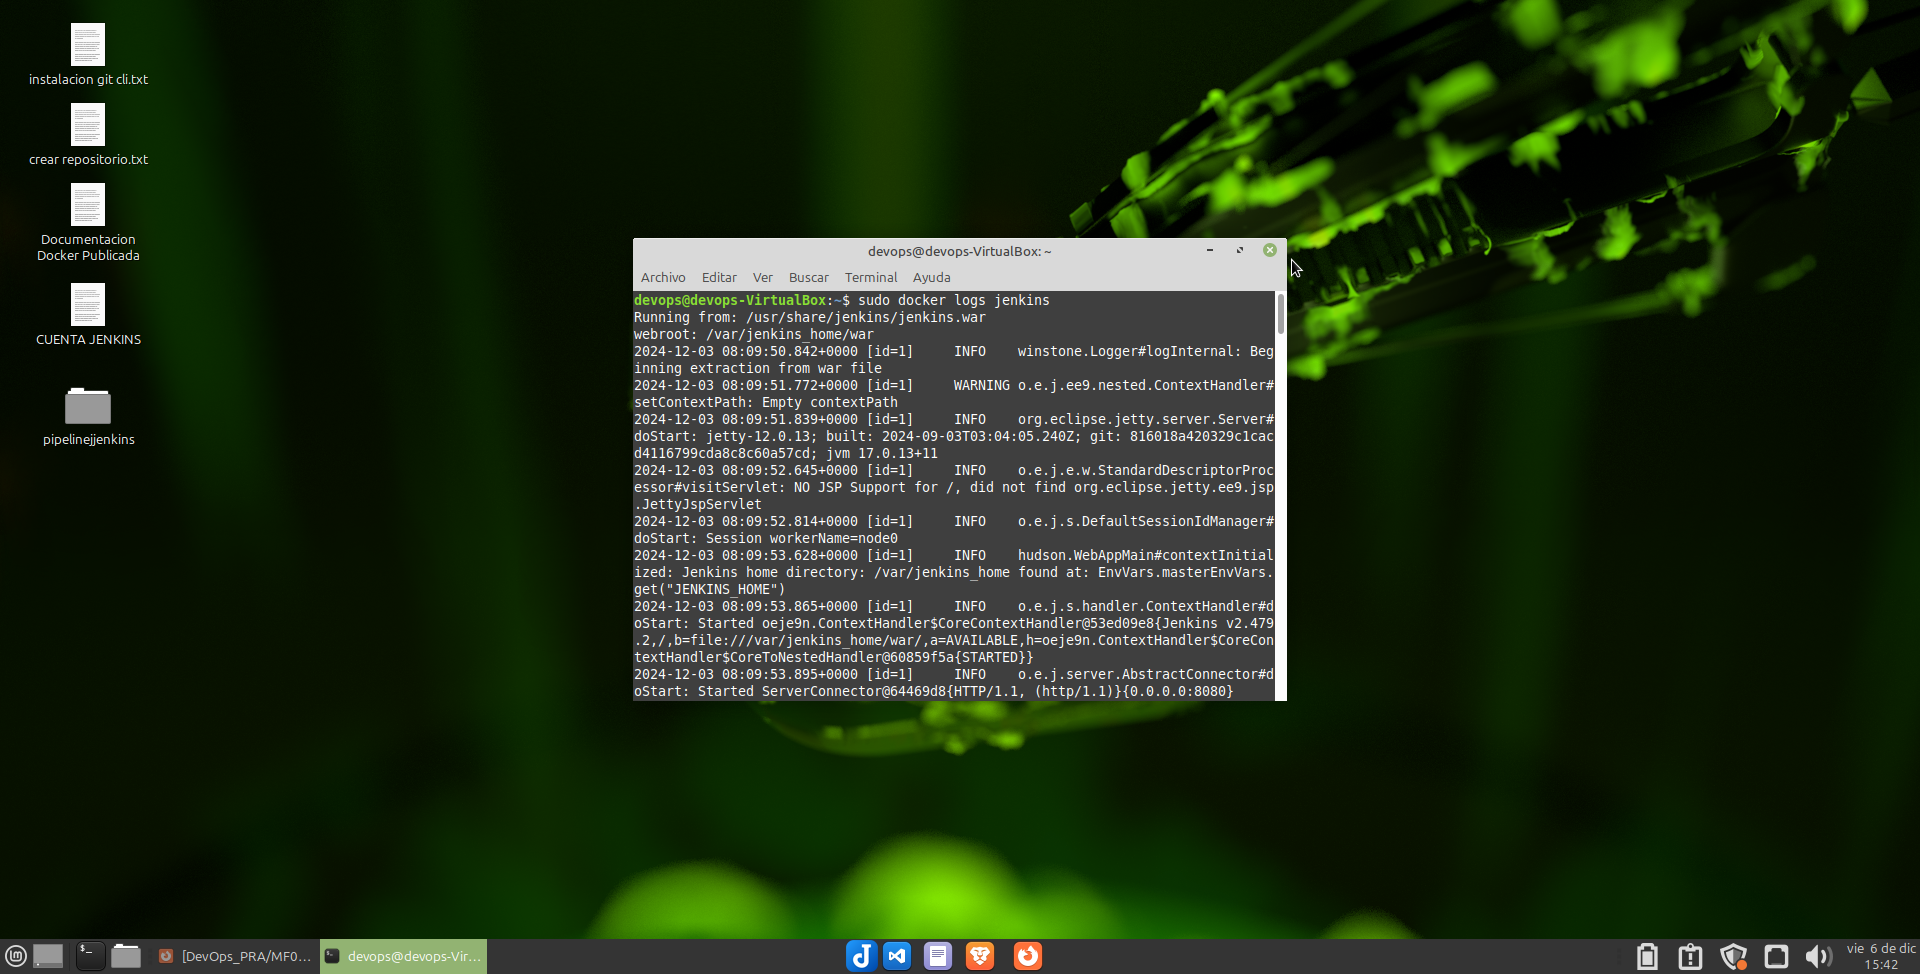 instalacion git cli.txt
crear repositorio.txt
Documentacion
Docker Publicada
CUENTA JENKINS
pipelinejjenkins
devops@devops-VirtualBox: ~
Archivo Editar Ver Buscar Terminal Ayuda
devops@devops-VirtualBox:~$ sudo docker logs jenkins
Running from: /usr/share/jenkins/jenkins.war
webroot: /var/jenkins_home/war
2024-12-03 08:09:50.842+0000 [id=1]     INFO    winstone.Logger#logInternal: Beg
inning extraction from war file
2024-12-03 08:09:51.772+0000 [id=1]     WARNING o.e.j.ee9.nested.ContextHandler#
setContextPath: Empty contextPath
2024-12-03 08:09:51.839+0000 [id=1]     INFO    org.eclipse.jetty.server.Server#
doStart: jetty-12.0.13; built: 2024-09-03T03:04:05.240Z; git: 816018a420329c1cac
d4116799cda8c8c60a57cd; jvm 17.0.13+11
2024-12-03 08:09:52.645+0000 [id=1]     INFO    o.e.j.e.w.StandardDescriptorProc
essor#visitServlet: NO JSP Support for /, did not find org.eclipse.jetty.ee9.jsp
.JettyJspServlet
2024-12-03 08:09:52.814+0000 [id=1]     INFO    o.e.j.s.DefaultSessionIdManager#
doStart: Session workerName=node0
2024-12-03 08:09:53.628+0000 [id=1]     INFO    hudson.WebAppMain#contextInitial
ized: Jenkins home directory: /var/jenkins_home found at: EnvVars.masterEnvVars.
get("JENKINS_HOME")
2024-12-03 08:09:53.865+0000 [id=1]     INFO    o.e.j.s.handler.ContextHandler#d
oStart: Started oeje9n.ContextHandler$CoreContextHandler@53ed09e8{Jenkins v2.479
.2,/,b=file:///var/jenkins_home/war/,a=AVAILABLE,h=oeje9n.ContextHandler$CoreCon
textHandler$CoreToNestedHandler@60859f5a{STARTED}}
2024-12-03 08:09:53.895+0000 [id=1]     INFO    o.e.j.server.AbstractConnector#d
oStart: Started ServerConnector@64469d8{HTTP/1.1, (http/1.1)}{0.0.0.0:8080}
[DevOps_PRA/MF0...
devops@devops-Vir...
vie 6 de dic
15:42